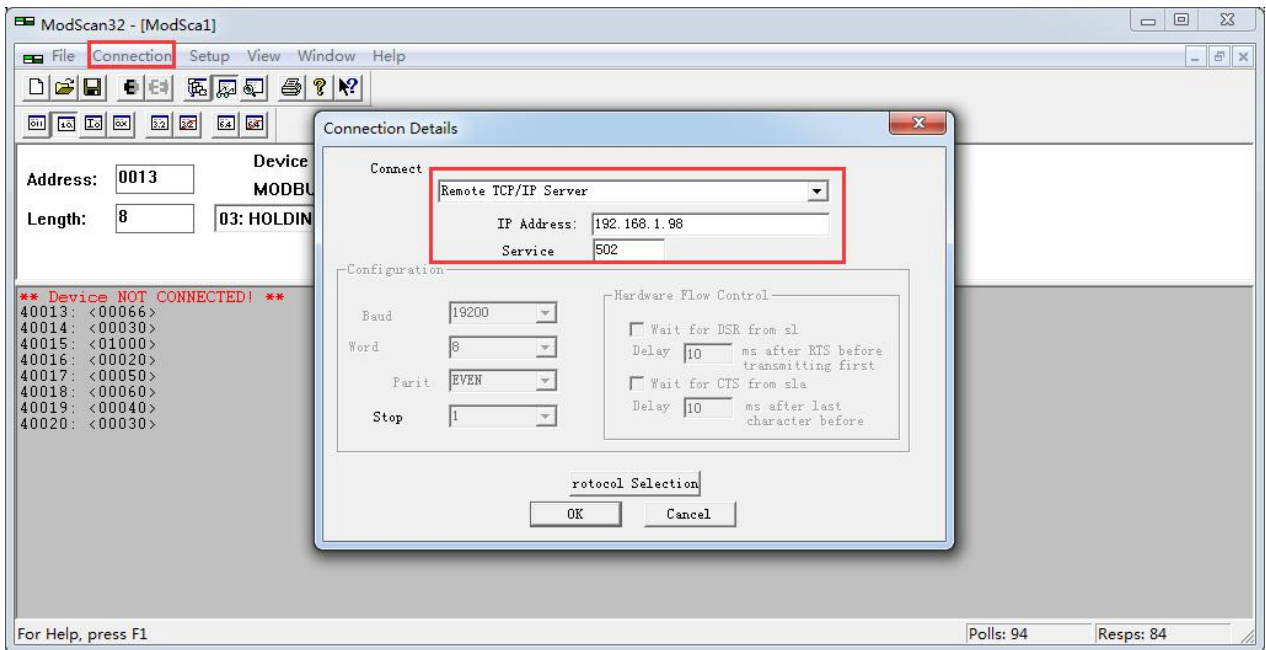 ModScan32 - [ModSca1]
File Connection Setup View Window Help
Address: 0013
Device
MODBU
Length: 8
03: HOLDIN
** Device NOT CONNECTED! **
40013: <00066>
40014: <00030>
40015: <01000>
40016: <00020>
40017: <00050>
40018: <00060>
40019: <00040>
40020: <00030>
Connection Details
Connect
Remote TCP/IP Server
IP Address: 192.168.1.98
Service 502
Configuration
Baud 19200
Word 8
Parit EVEN
Stop 1
Hardware Flow Control
Wait for DSR from sl
Delay 10 ms after RTS before
transmitting first
Wait for CTS from sla
Delay 10 ms after last
character before
rotocol Selection
OK Cancel
For Help, press F1
Polls: 94 Resps: 84